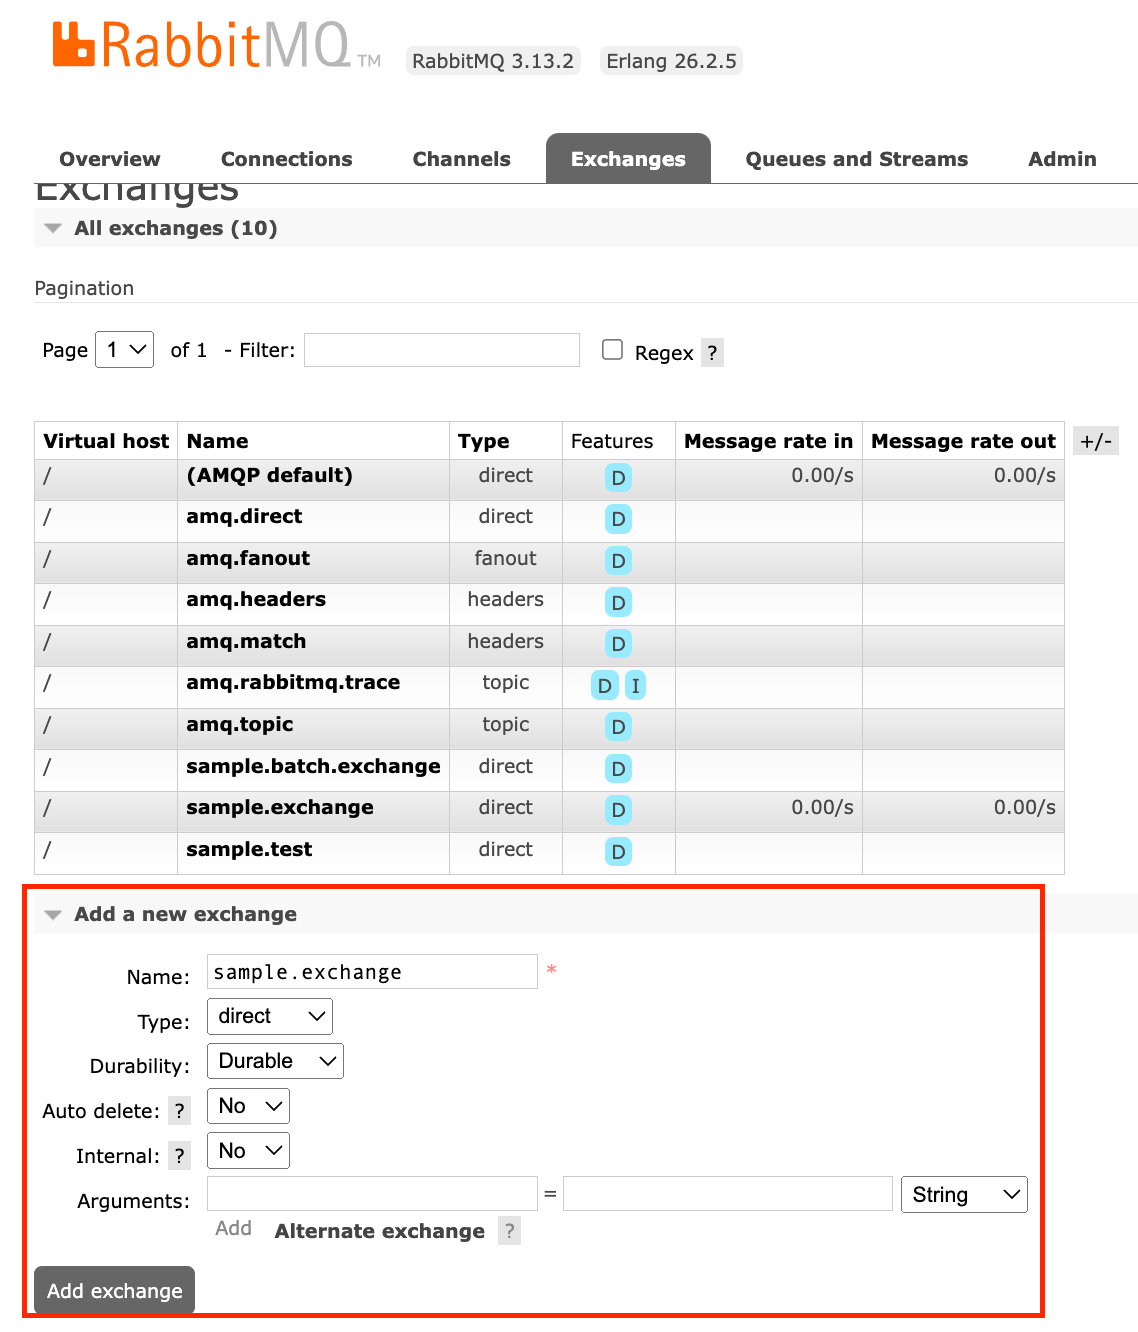 RabbitMQ TM RabbitMQ 3.13.2 Erlang 26.2.5
Overview Connections Channels Exchanges Queues and Streams Admin
Exchanges
All exchanges (10)
Pagination
Page 1 of 1 - Filter: Regex ?
Virtual host Name Type Features Message rate in Message rate out +/-
/ (AMQP default) direct D 0.00/s 0.00/s
/ amq.direct direct D
/ amq.fanout fanout D
/ amq.headers headers D
/ amq.match headers D
/ amq.rabbitmq.trace topic D I
/ amq.topic topic D
/ sample.batch.exchange direct D
/ sample.exchange direct D 0.00/s 0.00/s
/ sample.test direct D
Add a new exchange
Name: sample.exchange *
Type: direct
Durability: Durable
Auto delete: ? No
Internal: ? No
Arguments: = String
Add Alternate exchange ?
Add exchange